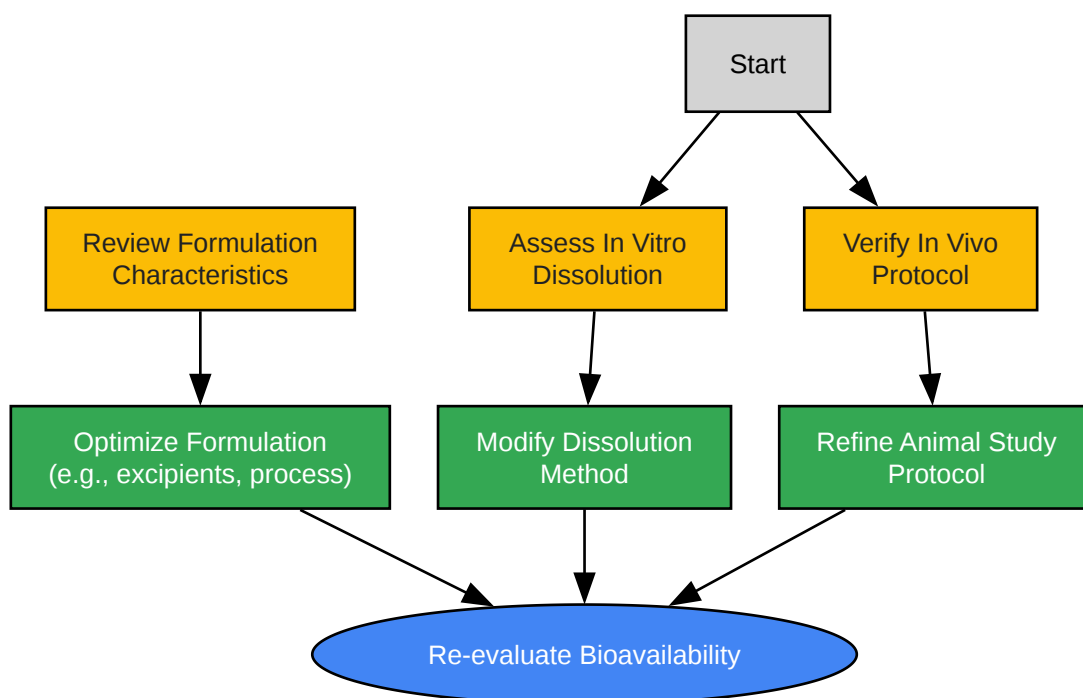 Start
Review Formulation
Characteristics
Assess In Vitro
Dissolution
Verify In Vivo
Protocol
Optimize Formulation
(e.g., excipients, process)
Modify Dissolution
Method
Refine Animal Study
Protocol
Re-evaluate Bioavailability